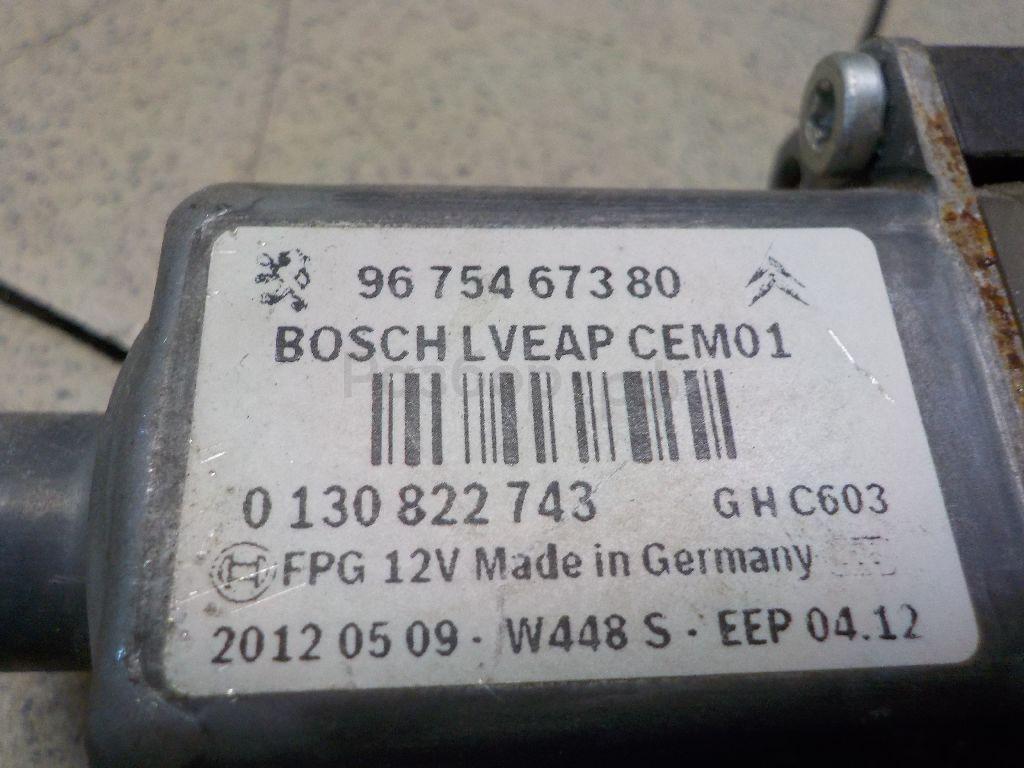 96 754 673 80
BOSCH LVEAP CEM01
0 130 822 743 G H C603
FPG 12V Made in Germany
2012 05 09 · W448 S · EEP 04.12